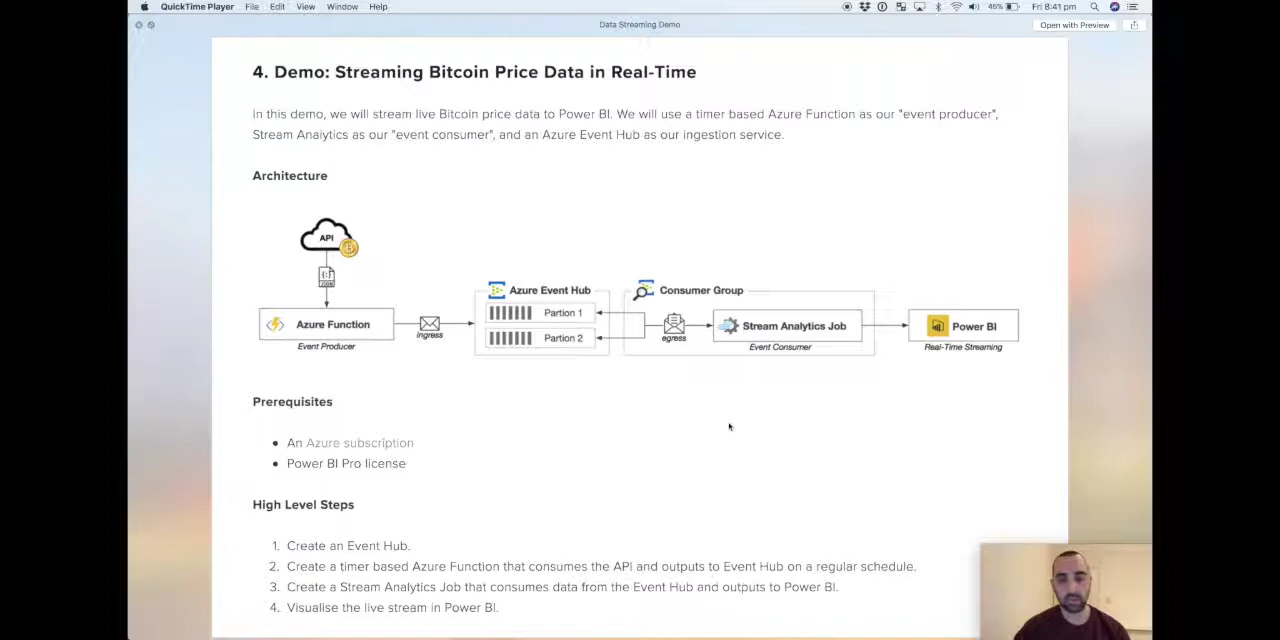 QuickTime Player File Edit View Window Help
45% Fri 8:41 pm
Data Streaming Demo
Open with Preview
4. Demo: Streaming Bitcoin Price Data in Real-Time
In this demo, we will stream live Bitcoin price data to Power BI. We will use a timer based Azure Function as our "event producer",
Stream Analytics as our "event consumer", and an Azure Event Hub as our ingestion service.
Architecture
API
JSON
Azure Function
Event Producer
ingress
Azure Event Hub
Partion 1
Partion 2
Consumer Group
egress
Stream Analytics Job
Event Consumer
Power BI
Real-Time Streaming
Prerequisites
• An Azure subscription
• Power BI Pro license
High Level Steps
1. Create an Event Hub.
2. Create a timer based Azure Function that consumes the API and outputs to Event Hub on a regular schedule.
3. Create a Stream Analytics Job that consumes data from the Event Hub and outputs to Power BI.
4. Visualise the live stream in Power BI.